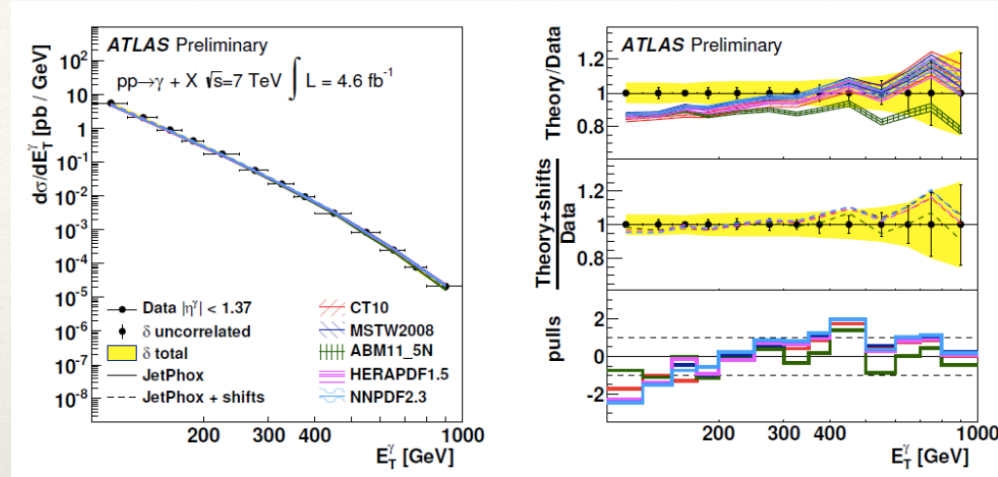 ATLAS Preliminary
pp→γ + X √s=7 TeV ∫ L = 4.6 fb⁻¹
dσ/dE_T^γ [pb / GeV]
10²
10
1
10⁻¹
10⁻²
10⁻³
10⁻⁴
10⁻⁵
10⁻⁶
10⁻⁷
10⁻⁸
Data |η^γ| < 1.37
δ uncorrelated
δ total
JetPhox
JetPhox + shifts
CT10
MSTW2008
ABM11_5N
HERAPDF1.5
NNPDF2.3
200 300 400 1000
E_T^γ [GeV]
ATLAS Preliminary
Theory/Data
1.2
1
0.8
Theory+shifts
Data
1.2
1
0.8
pulls
2
0
-2
200 300 400 1000
E_T^γ [GeV]